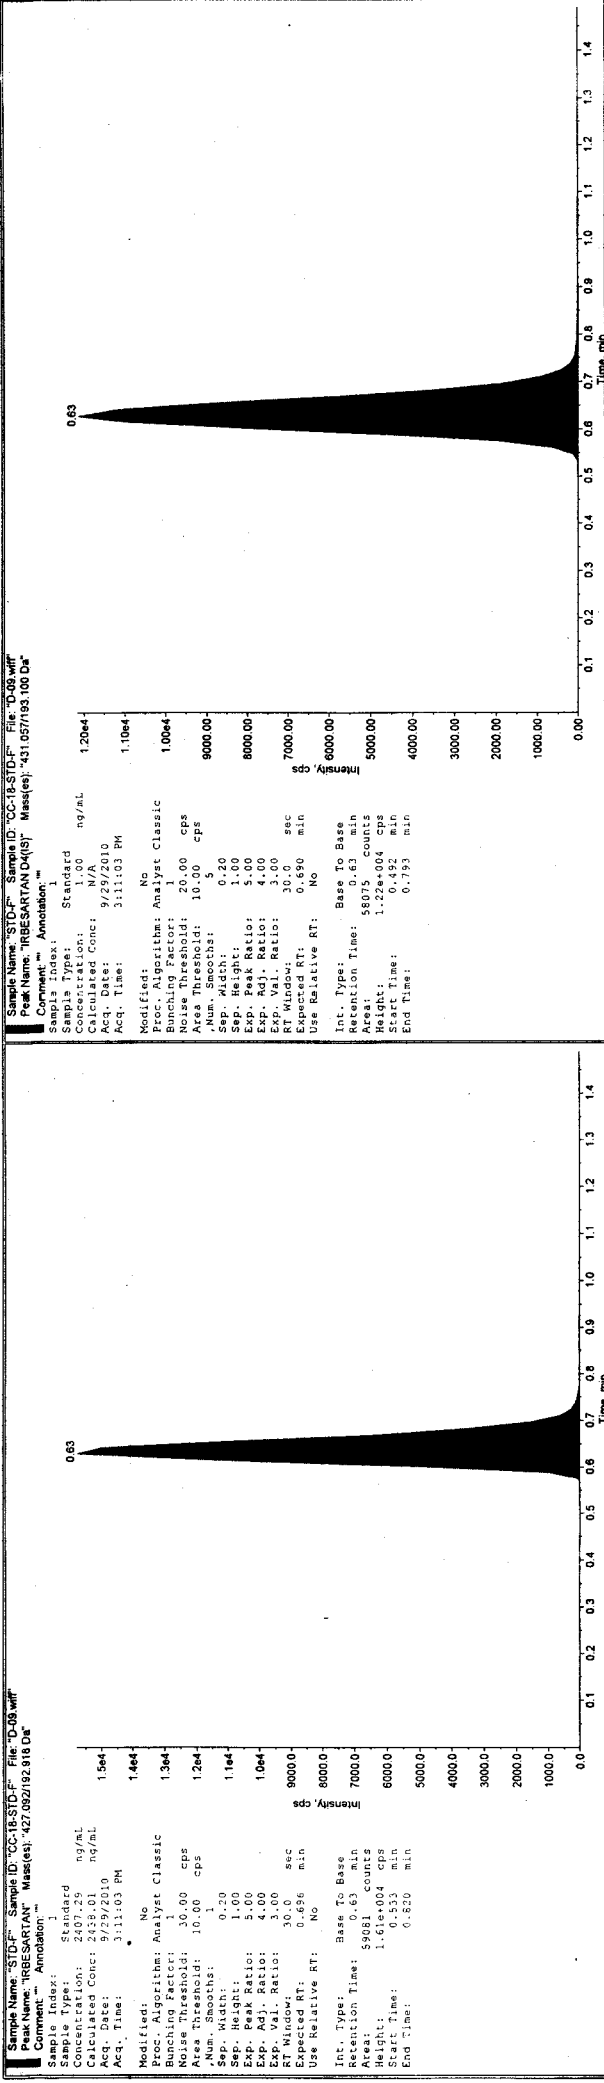 Sample Name: "STD-F" Sample ID: "CC-18-STD-F" File: "D-09.wiff"
Peak Name: "IRBESARTAN" Mass(es): "427.092/192.918 Da"
Comment: "" Annotation: ""
Sample Index: 1
Sample Type: Standard
Concentration: 2407.29 ng/mL
Calculated Conc: ng/mL
Acq. Date: 9/29/2010
Acq. Time: 3:11:03 PM
Modified: No
Proc. Algorithm: Analyst Classic
Bunching Factor: 1
Noise Threshold: 30.00 cps
Area Threshold: 10.00 cps
Num. Smooths: 1
Sep. Width: 0.20
Sep. Height: 1.00
Exp. Peak Ratio: 5.00
Exp. Adj. Ratio: 4.00
Exp. Val. Ratio: 3.00
RT Window: 30.0 sec
Expected RT: 0.696 min
Use Relative RT: No
Int. Type: Base To Base
Retention Time: 0.63 min
Area: 59081 counts
Height: 1.61e+004 cps
Start Time: 0.533 min
End Time: 0.820 min
0.63
1.5e4
1.4e4
1.3e4
1.2e4
1.1e4
1.0e4
9000.0
8000.0
7000.0
6000.0
5000.0
4000.0
3000.0
2000.0
1000.0
0.0
Intensity, cps
0.1 0.2 0.3 0.4 0.5 0.6 0.7 0.8 0.9 1.0 1.1 1.2 1.3 1.4
Time, min
Sample Name: "STD-F" Sample ID: "CC-18-STD-F" File: "D-09.wiff"
Peak Name: "IRBESARTAN D4(IS)" Mass(es): "431.057/193.100 Da"
Comment: "" Annotation: ""
Sample Index: 1
Sample Type: Standard
Concentration: 1.00 ng/mL
Calculated Conc: N/A
Acq. Date: 9/29/2010
Acq. Time: 3:11:03 PM
Modified: No
Proc. Algorithm: Analyst Classic
Bunching Factor: 1
Noise Threshold: 20.00 cps
Area Threshold: 10.00 cps
Num. Smooths: 5
Sep. Width: 0.20
Sep. Height: 1.00
Exp. Peak Ratio: 5.00
Exp. Adj. Ratio: 4.00
Exp. Val. Ratio: 3.00
RT Window: 30.0 sec
Expected RT: 0.690 min
Use Relative RT: No
Int. Type: Base To Base
Retention Time: 0.63 min
Area: 58075 counts
Height: 1.22e+004 cps
Start Time: 0.492 min
End Time: 0.793 min
0.63
1.20e4
1.10e4
1.00e4
9000.00
8000.00
7000.00
6000.00
5000.00
4000.00
3000.00
2000.00
1000.00
0.00
Intensity, cps
0.1 0.2 0.3 0.4 0.5 0.6 0.7 0.8 0.9 1.0 1.1 1.2 1.3 1.4
Time, min